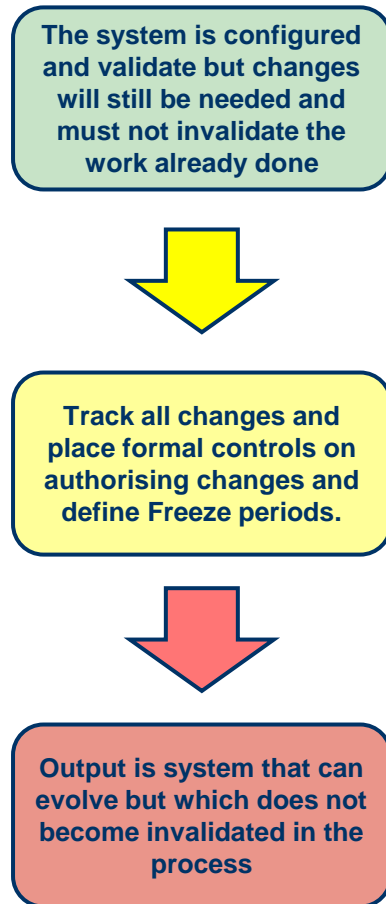 The system is configured
and validate but changes
will still be needed and
must not invalidate the
work already done
Track all changes and
place formal controls on
authorising changes and
define Freeze periods.
Output is system that can
evolve but which does not
become invalidated in the
process